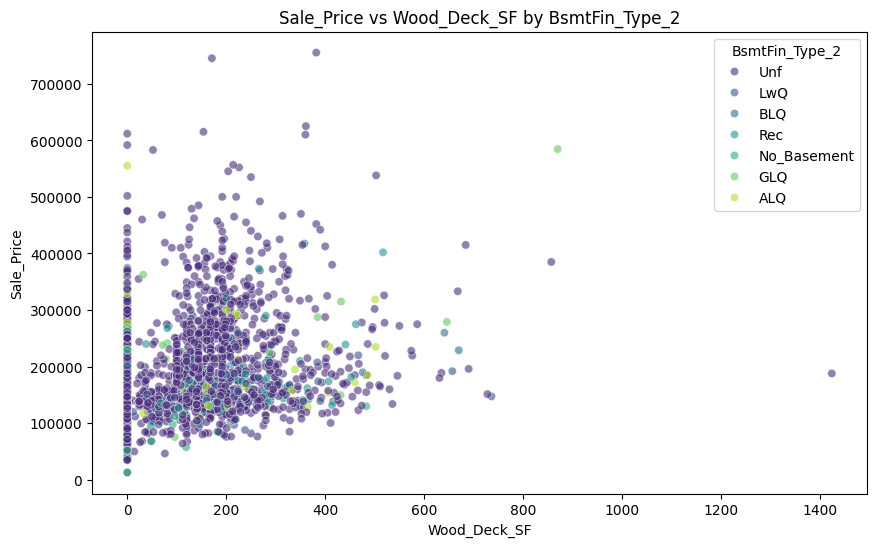 Sale_Price vs Wood_Deck_SF by BsmtFin_Type_2
BsmtFin_Type_2
Unf
LwQ
BLQ
Rec
No_Basement
GLQ
ALQ
Sale_Price
700000
600000
500000
400000
300000
200000
100000
0
0
200
400
600
800
1000
1200
1400
Wood_Deck_SF